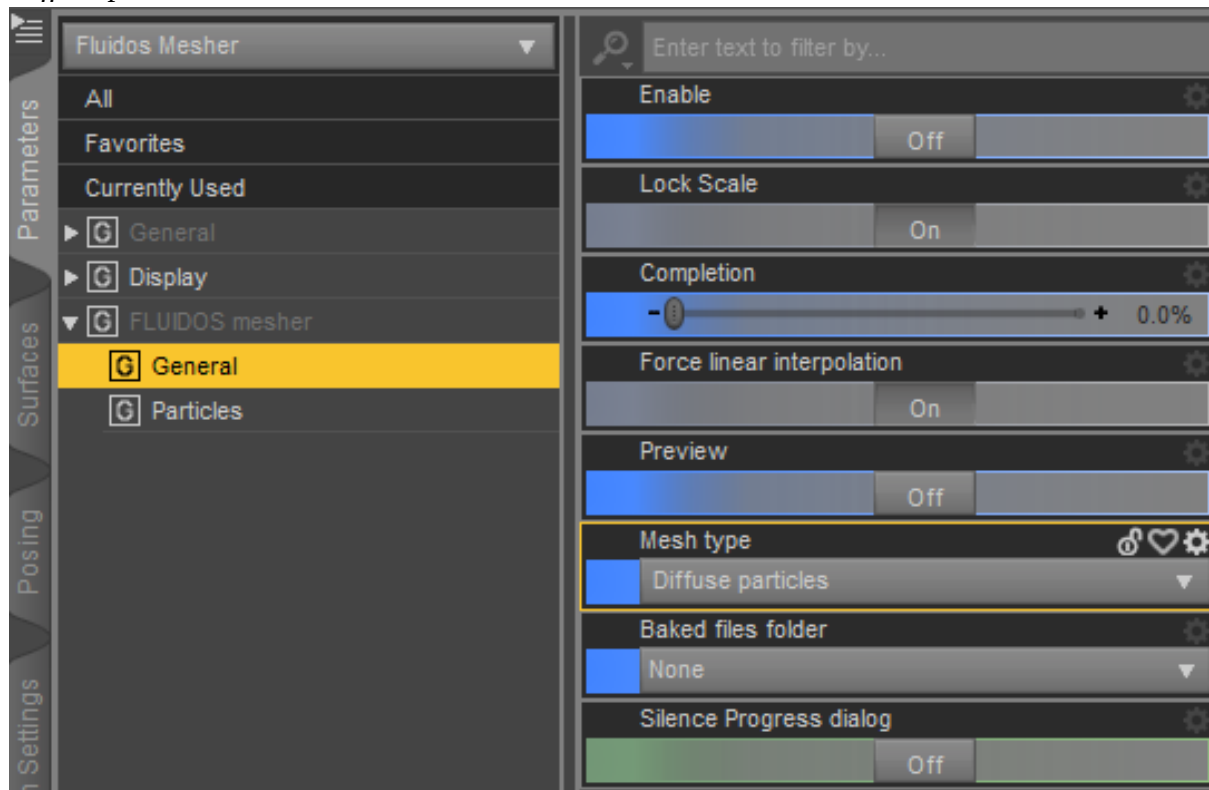 Fluidos Mesher
All
Favorites
Currently Used
G General
G Display
G FLUIDOS mesher
G General
G Particles
Parameters
Surfaces
Posing
Settings
Enter text to filter by...
Enable
Off
Lock Scale
On
Completion
- + 0.0%
Force linear interpolation
On
Preview
Off
Mesh type
Diffuse particles
Baked files folder
None
Silence Progress dialog
Off